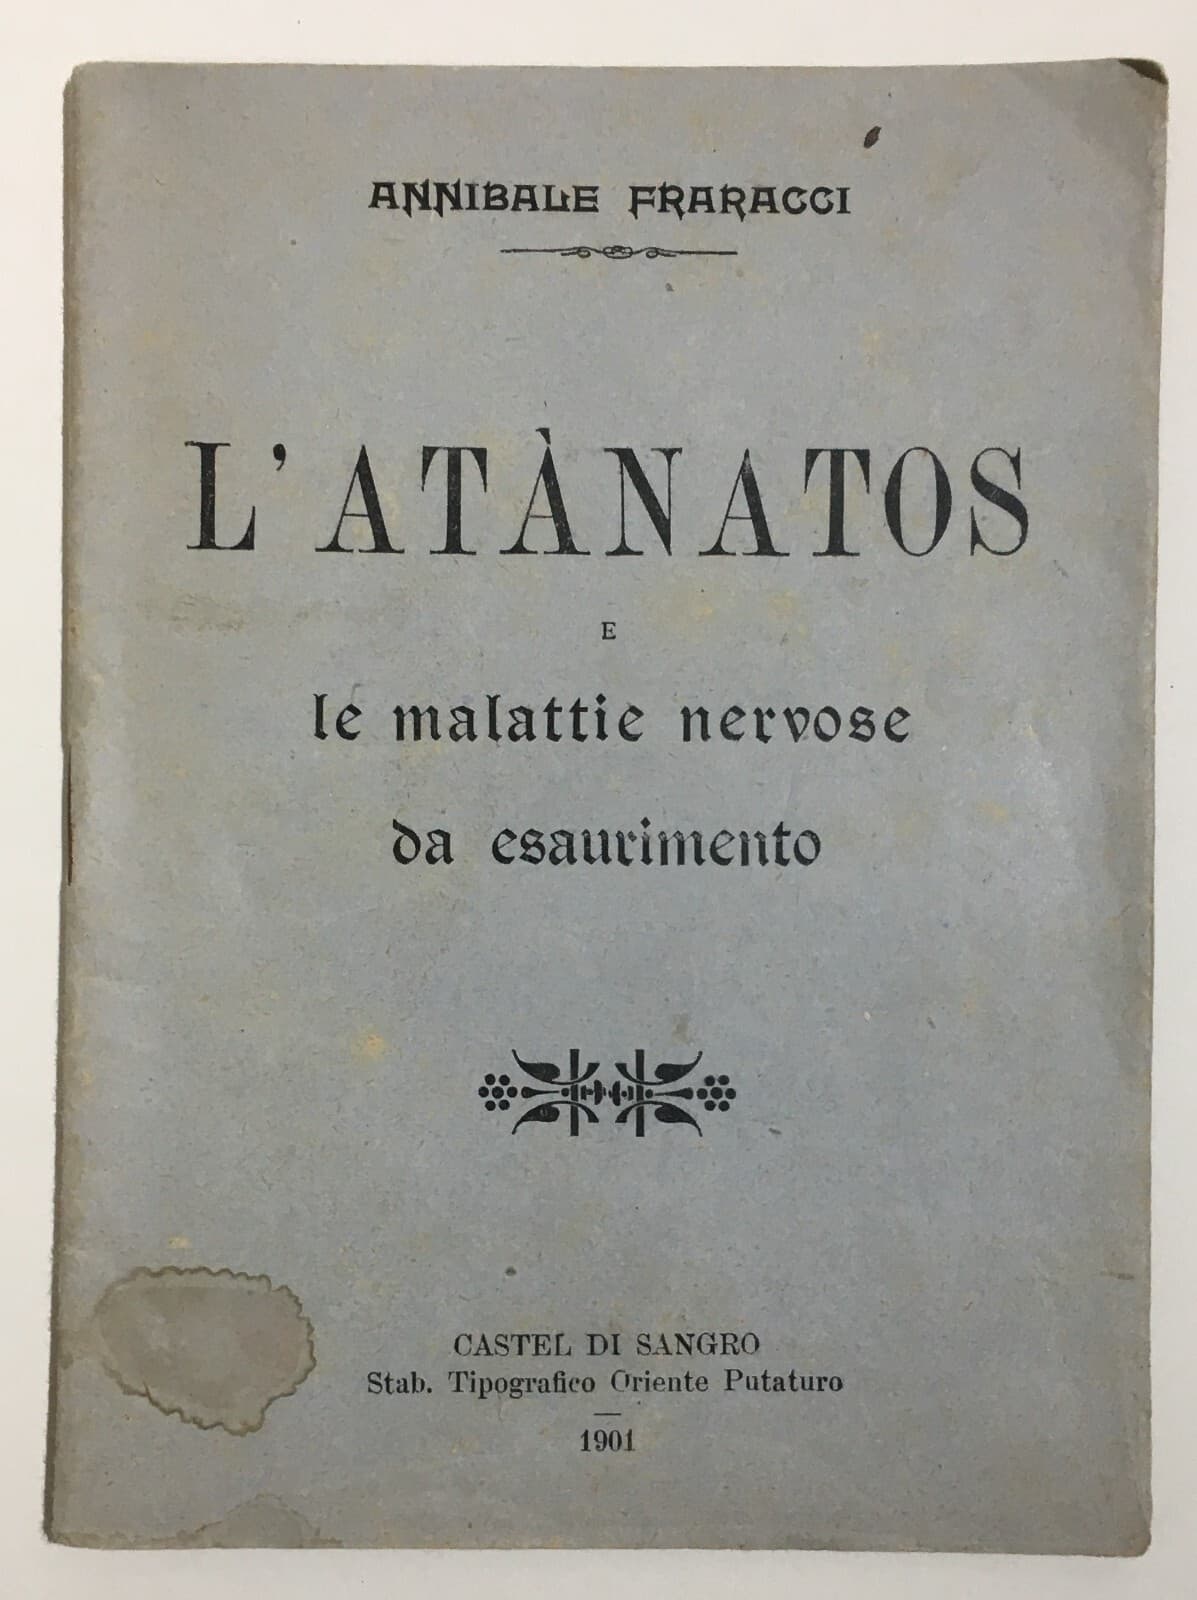 ANNIBALE FRARACCI
L'ATÀNATOS
E
le malattie nervose
da esaurimento
CASTEL DI SANGRO
Stab. Tipografico Oriente Putaturo
1901